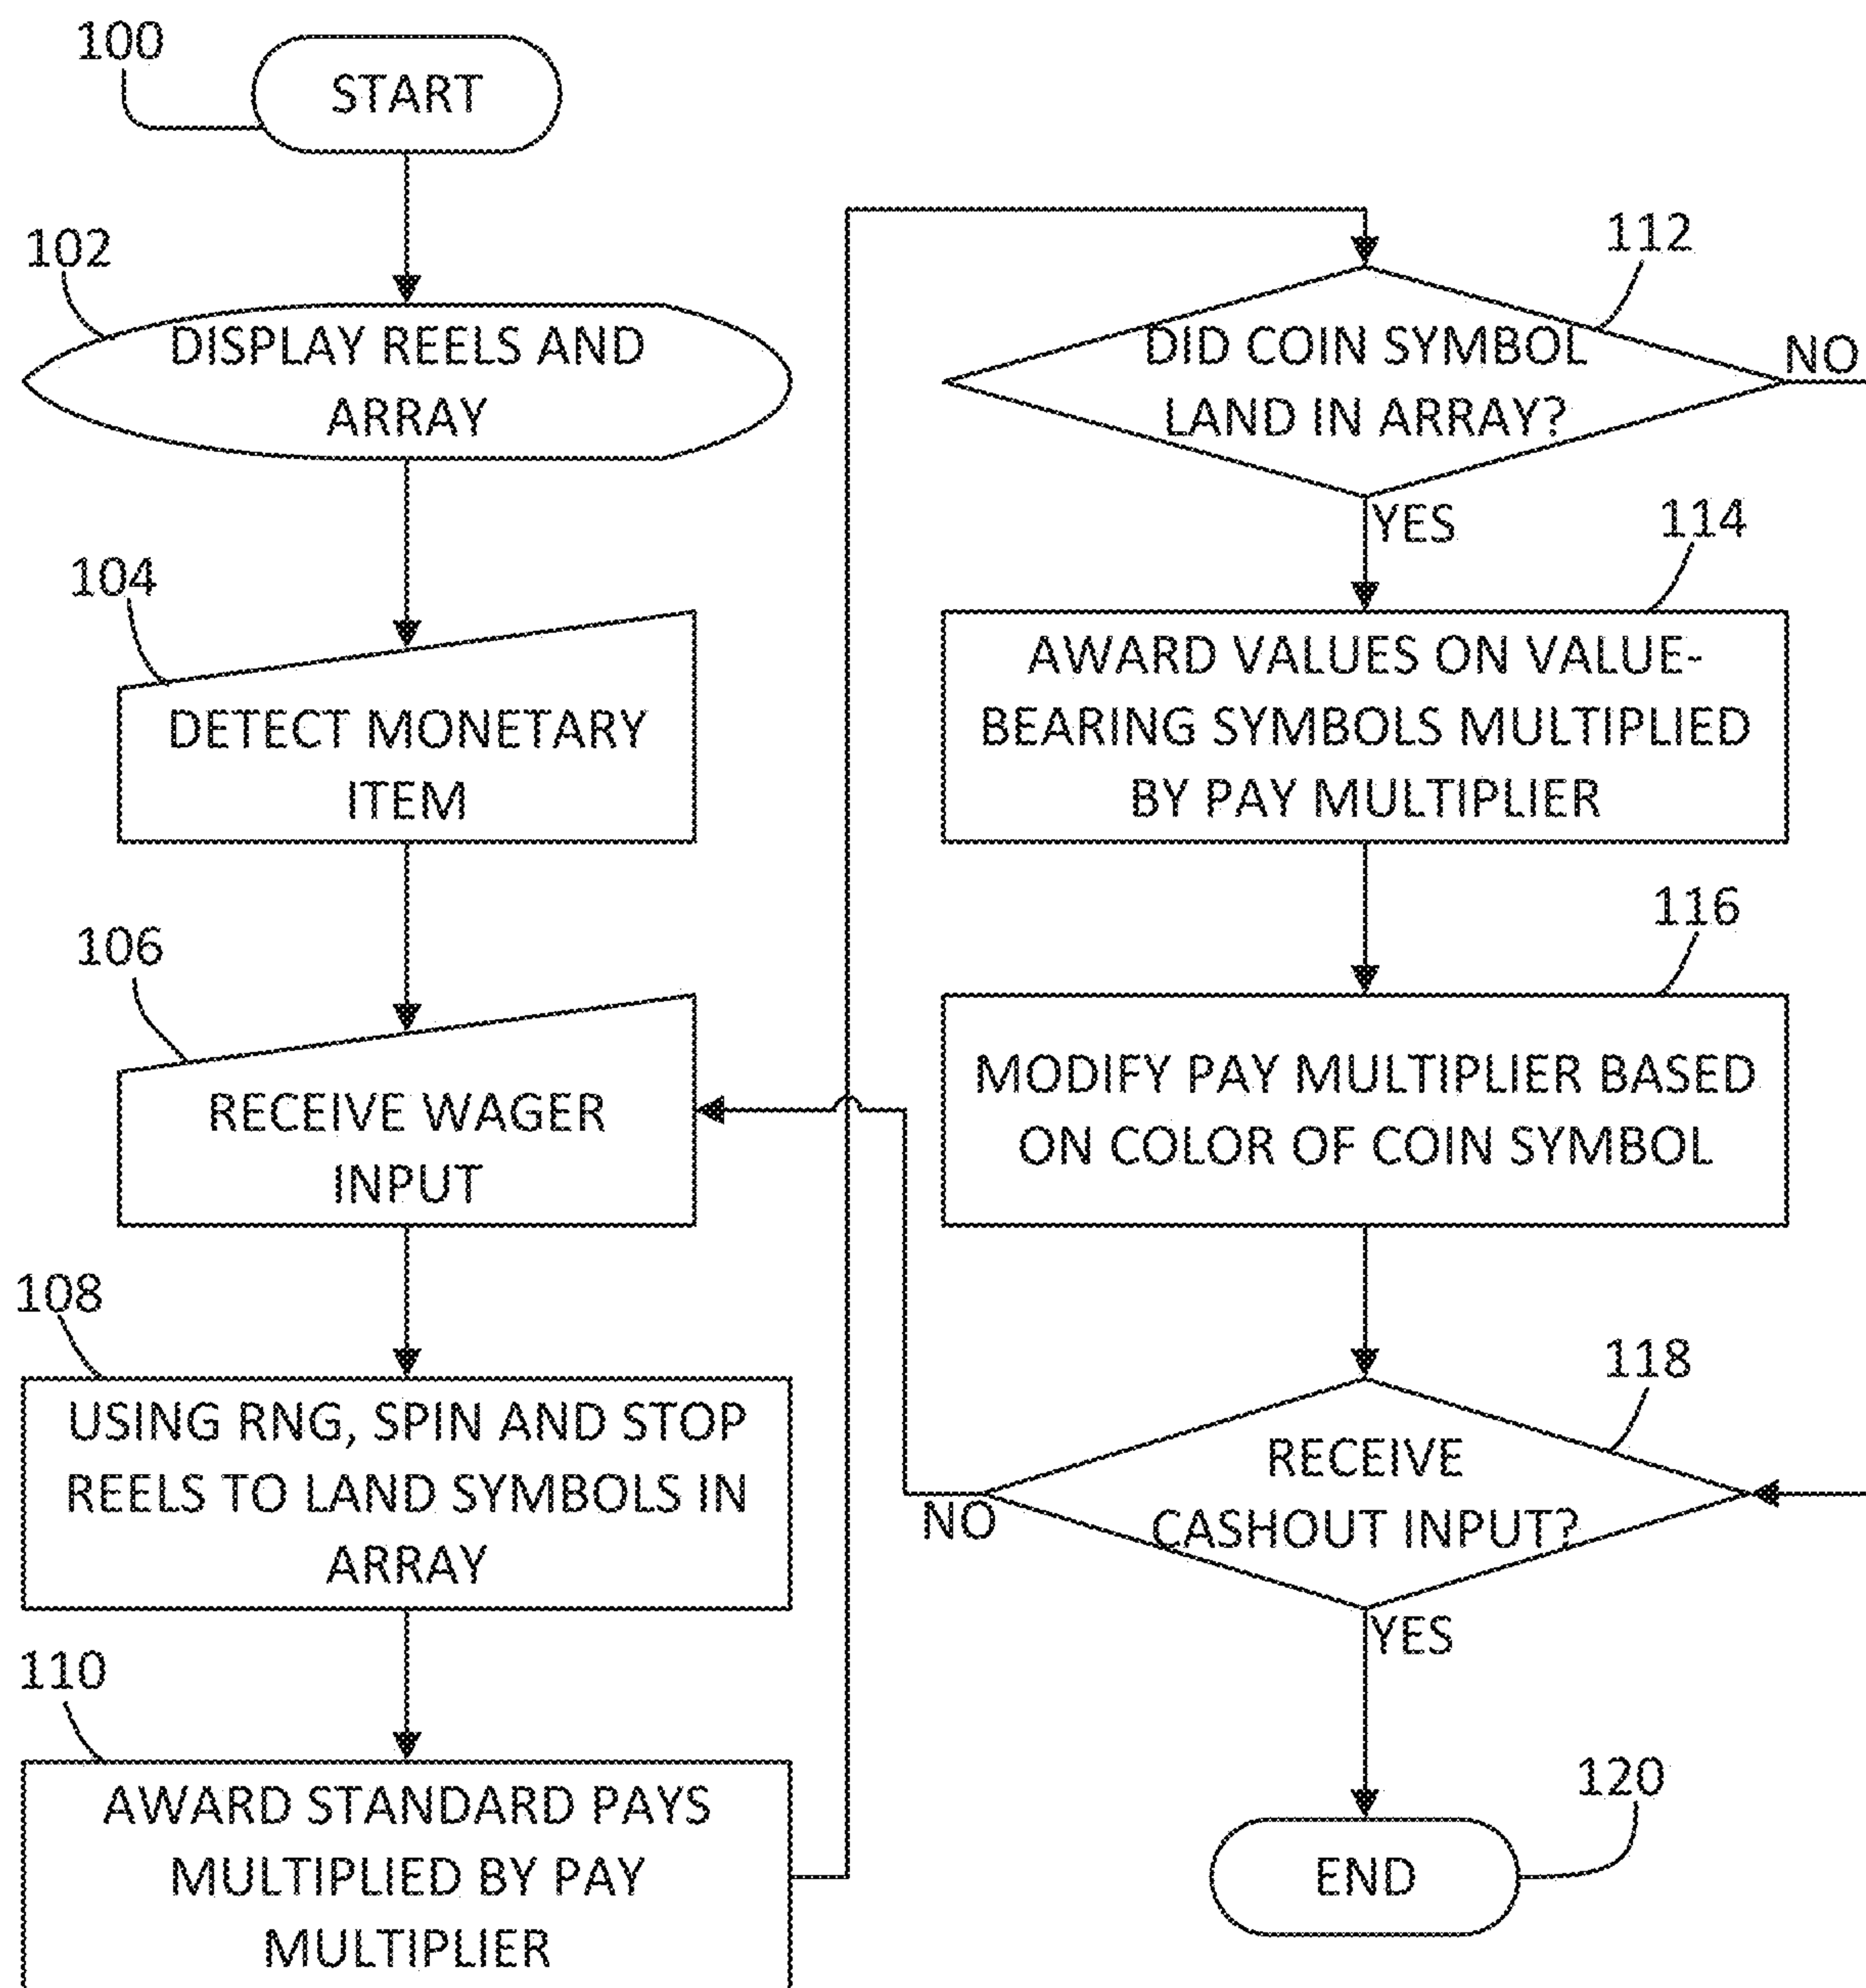 100
START
102
DISPLAY REELS AND
ARRAY
104
DETECT MONETARY
ITEM
106
RECEIVE WAGER
INPUT
108
USING RNG, SPIN AND STOP
REELS TO LAND SYMBOLS IN
ARRAY
110
AWARD STANDARD PAYS
MULTIPLIED BY PAY
MULTIPLIER
112
DID COIN SYMBOL
LAND IN ARRAY?
NO
YES
114
AWARD VALUES ON VALUE-
BEARING SYMBOLS MULTIPLIED
BY PAY MULTIPLIER
116
MODIFY PAY MULTIPLIER BASED
ON COLOR OF COIN SYMBOL
118
RECEIVE
CASHOUT INPUT?
NO
YES
120
END